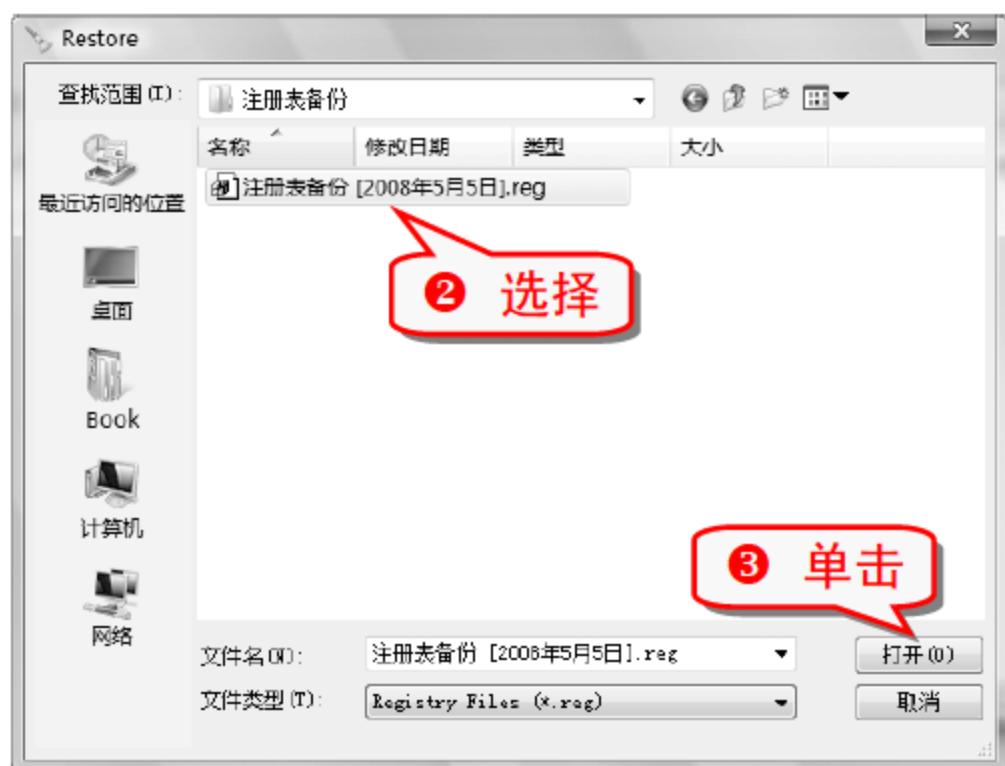 Restore
查找范围(I):
注册表备份
名称 修改日期 类型 大小
注册表备份 [2008年5月5日].reg
最近访问的位置
❷ 选择
桌面
Book
计算机
❸ 单击
网络
文件名(N):
注册表备份 [2008年5月5日].reg
打开(O)
文件类型(T):
Registry Files (*.reg)
取消